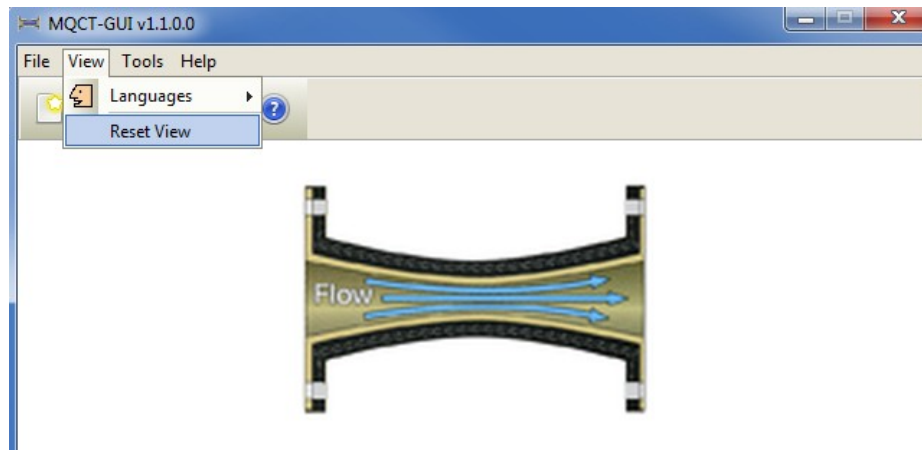 MQCT-GUI v1.1.0.0
File View Tools Help
Languages
Reset View
Flow